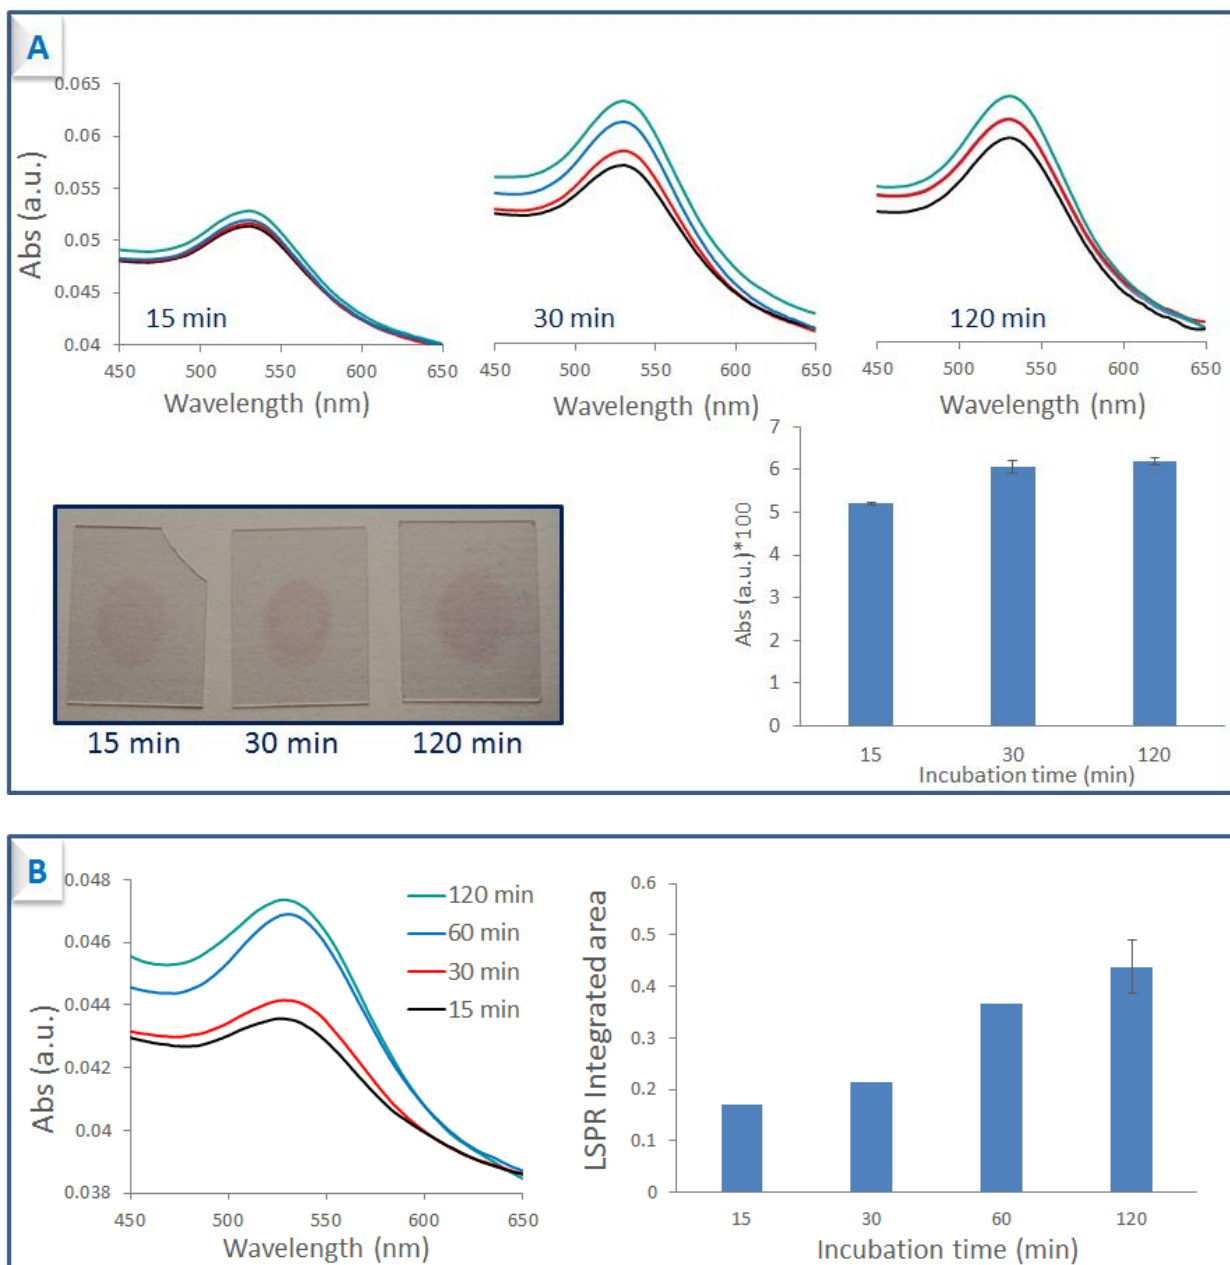 A
0.065
0.06
0.055
0.05
0.045
0.04
Abs (a.u.)
15 min
450 500 550 600 650
Wavelength (nm)
30 min
450 500 550 600 650
Wavelength (nm)
120 min
450 500 550 600 650
Wavelength (nm)
15 min 30 min 120 min
7
6
5
4
3
2
1
0
Abs (a.u.)*100
15 30 120
Incubation time (min)
B
0.048
0.046
0.044
0.042
0.04
0.038
Abs (a.u.)
120 min
60 min
30 min
15 min
450 500 550 600 650
Wavelength (nm)
0.6
0.5
0.4
0.3
0.2
0.1
0
LSPR Integrated area
15 30 60 120
Incubation time (min)